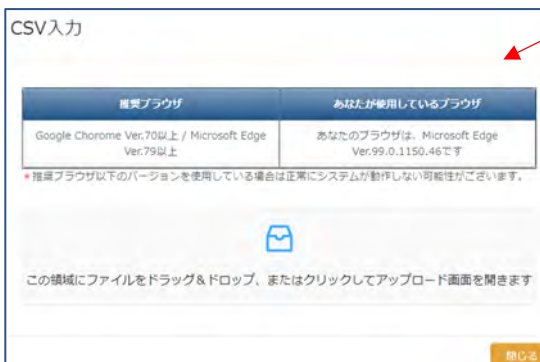 CSV入力
推奨ブラウザ
あなたが使用しているブラウザ
Google Chorome Ver.70以上 / Microsoft Edge
Ver.79以上
あなたのブラウザは、Microsoft Edge
Ver.99.0.1150.46です
*推奨ブラウザ以下のバージョンを使用している場合は正常にシステムが動作しない可能性がございます。
この領域にファイルをドラッグ＆ドロップ、またはクリックしてアップロード画面を開きます
閉じる